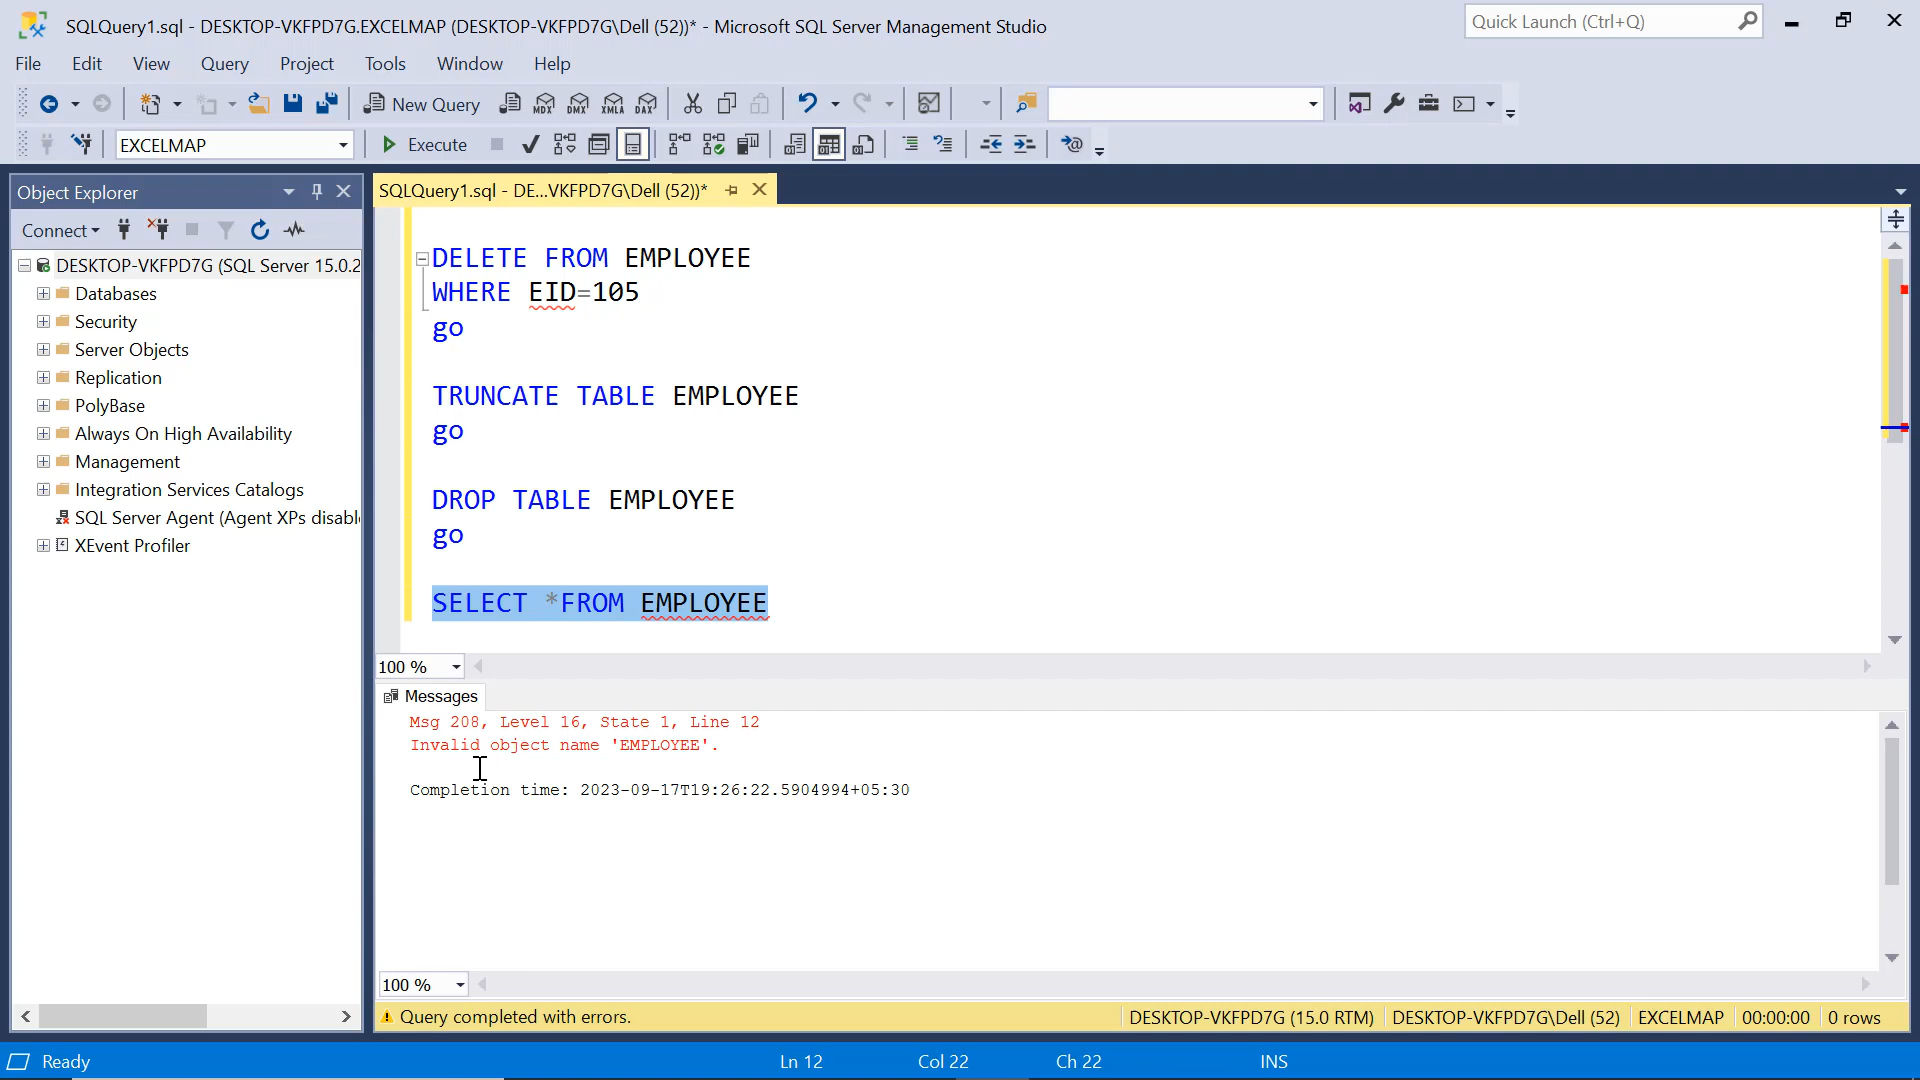 SQLQuery1.sql - DESKTOP-VKFPD7G.EXCELMAP (DESKTOP-VKFPD7G\Dell (52))* - Microsoft SQL Server Management Studio
Quick Launch (Ctrl+Q)
File Edit View Query Project Tools Window Help
New Query MDX DMX XMLA DAX
EXCELMAP Execute
Object Explorer
SQLQuery1.sql - DE...VKFPD7G\Dell (52))*
Connect
DESKTOP-VKFPD7G (SQL Server 15.0.2
Databases
Security
Server Objects
Replication
PolyBase
Always On High Availability
Management
Integration Services Catalogs
SQL Server Agent (Agent XPs disabl
XEvent Profiler
DELETE FROM EMPLOYEE
WHERE EID=105
go
TRUNCATE TABLE EMPLOYEE
go
DROP TABLE EMPLOYEE
go
SELECT *FROM EMPLOYEE
100 %
Messages
Msg 208, Level 16, State 1, Line 12
Invalid object name 'EMPLOYEE'.
Completion time: 2023-09-17T19:26:22.5904994+05:30
100 %
Query completed with errors. DESKTOP-VKFPD7G (15.0 RTM) DESKTOP-VKFPD7G\Dell (52) EXCELMAP 00:00:00 0 rows
Ready Ln 12 Col 22 Ch 22 INS